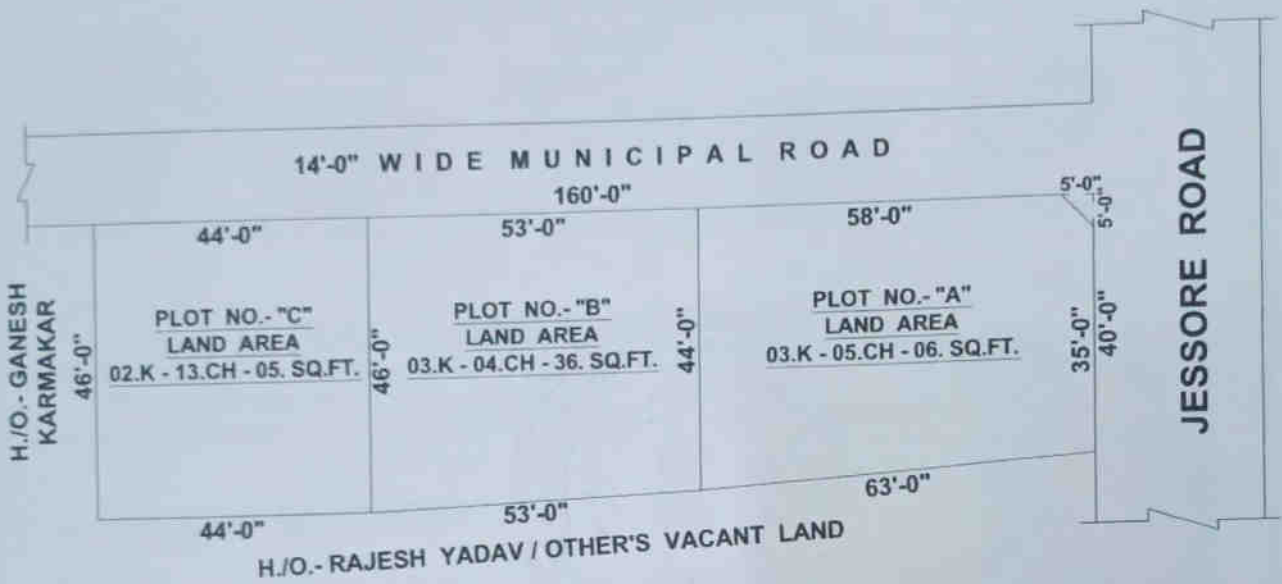 14'-0" WIDE MUNICIPAL ROAD
160'-0"
5'-0"
5'-0"
44'-0"
53'-0"
58'-0"
H./O.- GANESH
KARMAKAR
46'-0"
PLOT NO.- "C"
LAND AREA
02.K - 13.CH - 05. SQ.FT.
46'-0"
PLOT NO.- "B"
LAND AREA
03.K - 04.CH - 36. SQ.FT.
44'-0"
PLOT NO.- "A"
LAND AREA
03.K - 05.CH - 06. SQ.FT.
35'-0"
40'-0"
JESSORE ROAD
44'-0"
53'-0"
63'-0"
H./O.- RAJESH YADAV / OTHER'S VACANT LAND